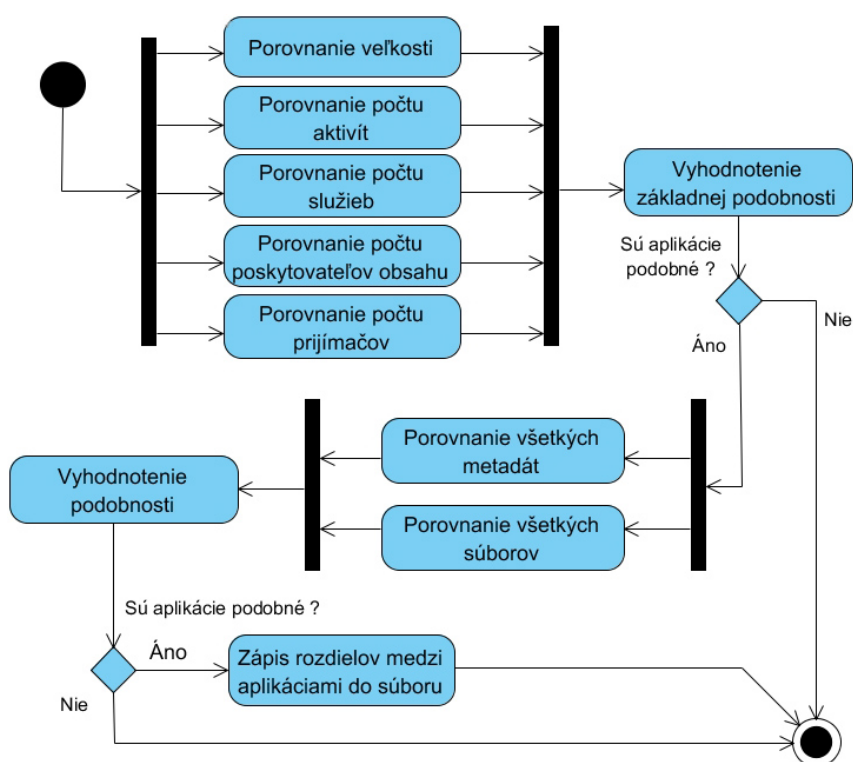 Porovnanie veľkosti
Porovnanie počtu
aktivít
Porovnanie počtu
služieb
Porovnanie počtu
poskytovateľov obsahu
Porovnanie počtu
prijímačov
Vyhodnotenie
základnej podobnosti
Sú aplikácie
podobné ?
Nie
Áno
Porovnanie všetkých
metadát
Porovnanie všetkých
súborov
Vyhodnotenie
podobnosti
Sú aplikácie podobné ?
Áno
Nie
Zápis rozdielov medzi
aplikáciami do súboru